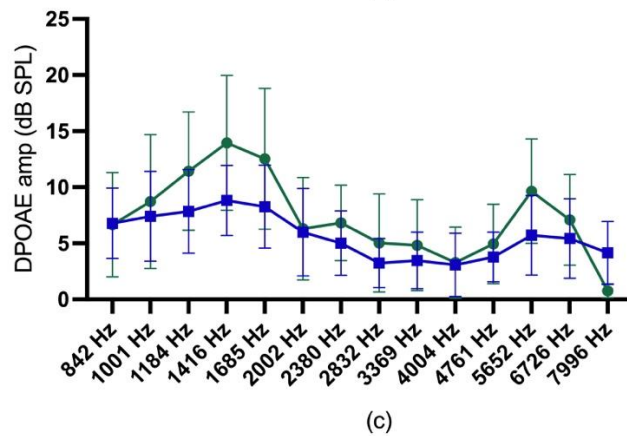 25
20
15
10
5
0
DPOAE amp (dB SPL)
842 Hz
1001 Hz
1184 Hz
1416 Hz
1685 Hz
2002 Hz
2380 Hz
2832 Hz
3369 Hz
4004 Hz
4761 Hz
5652 Hz
6726 Hz
7996 Hz
(c)